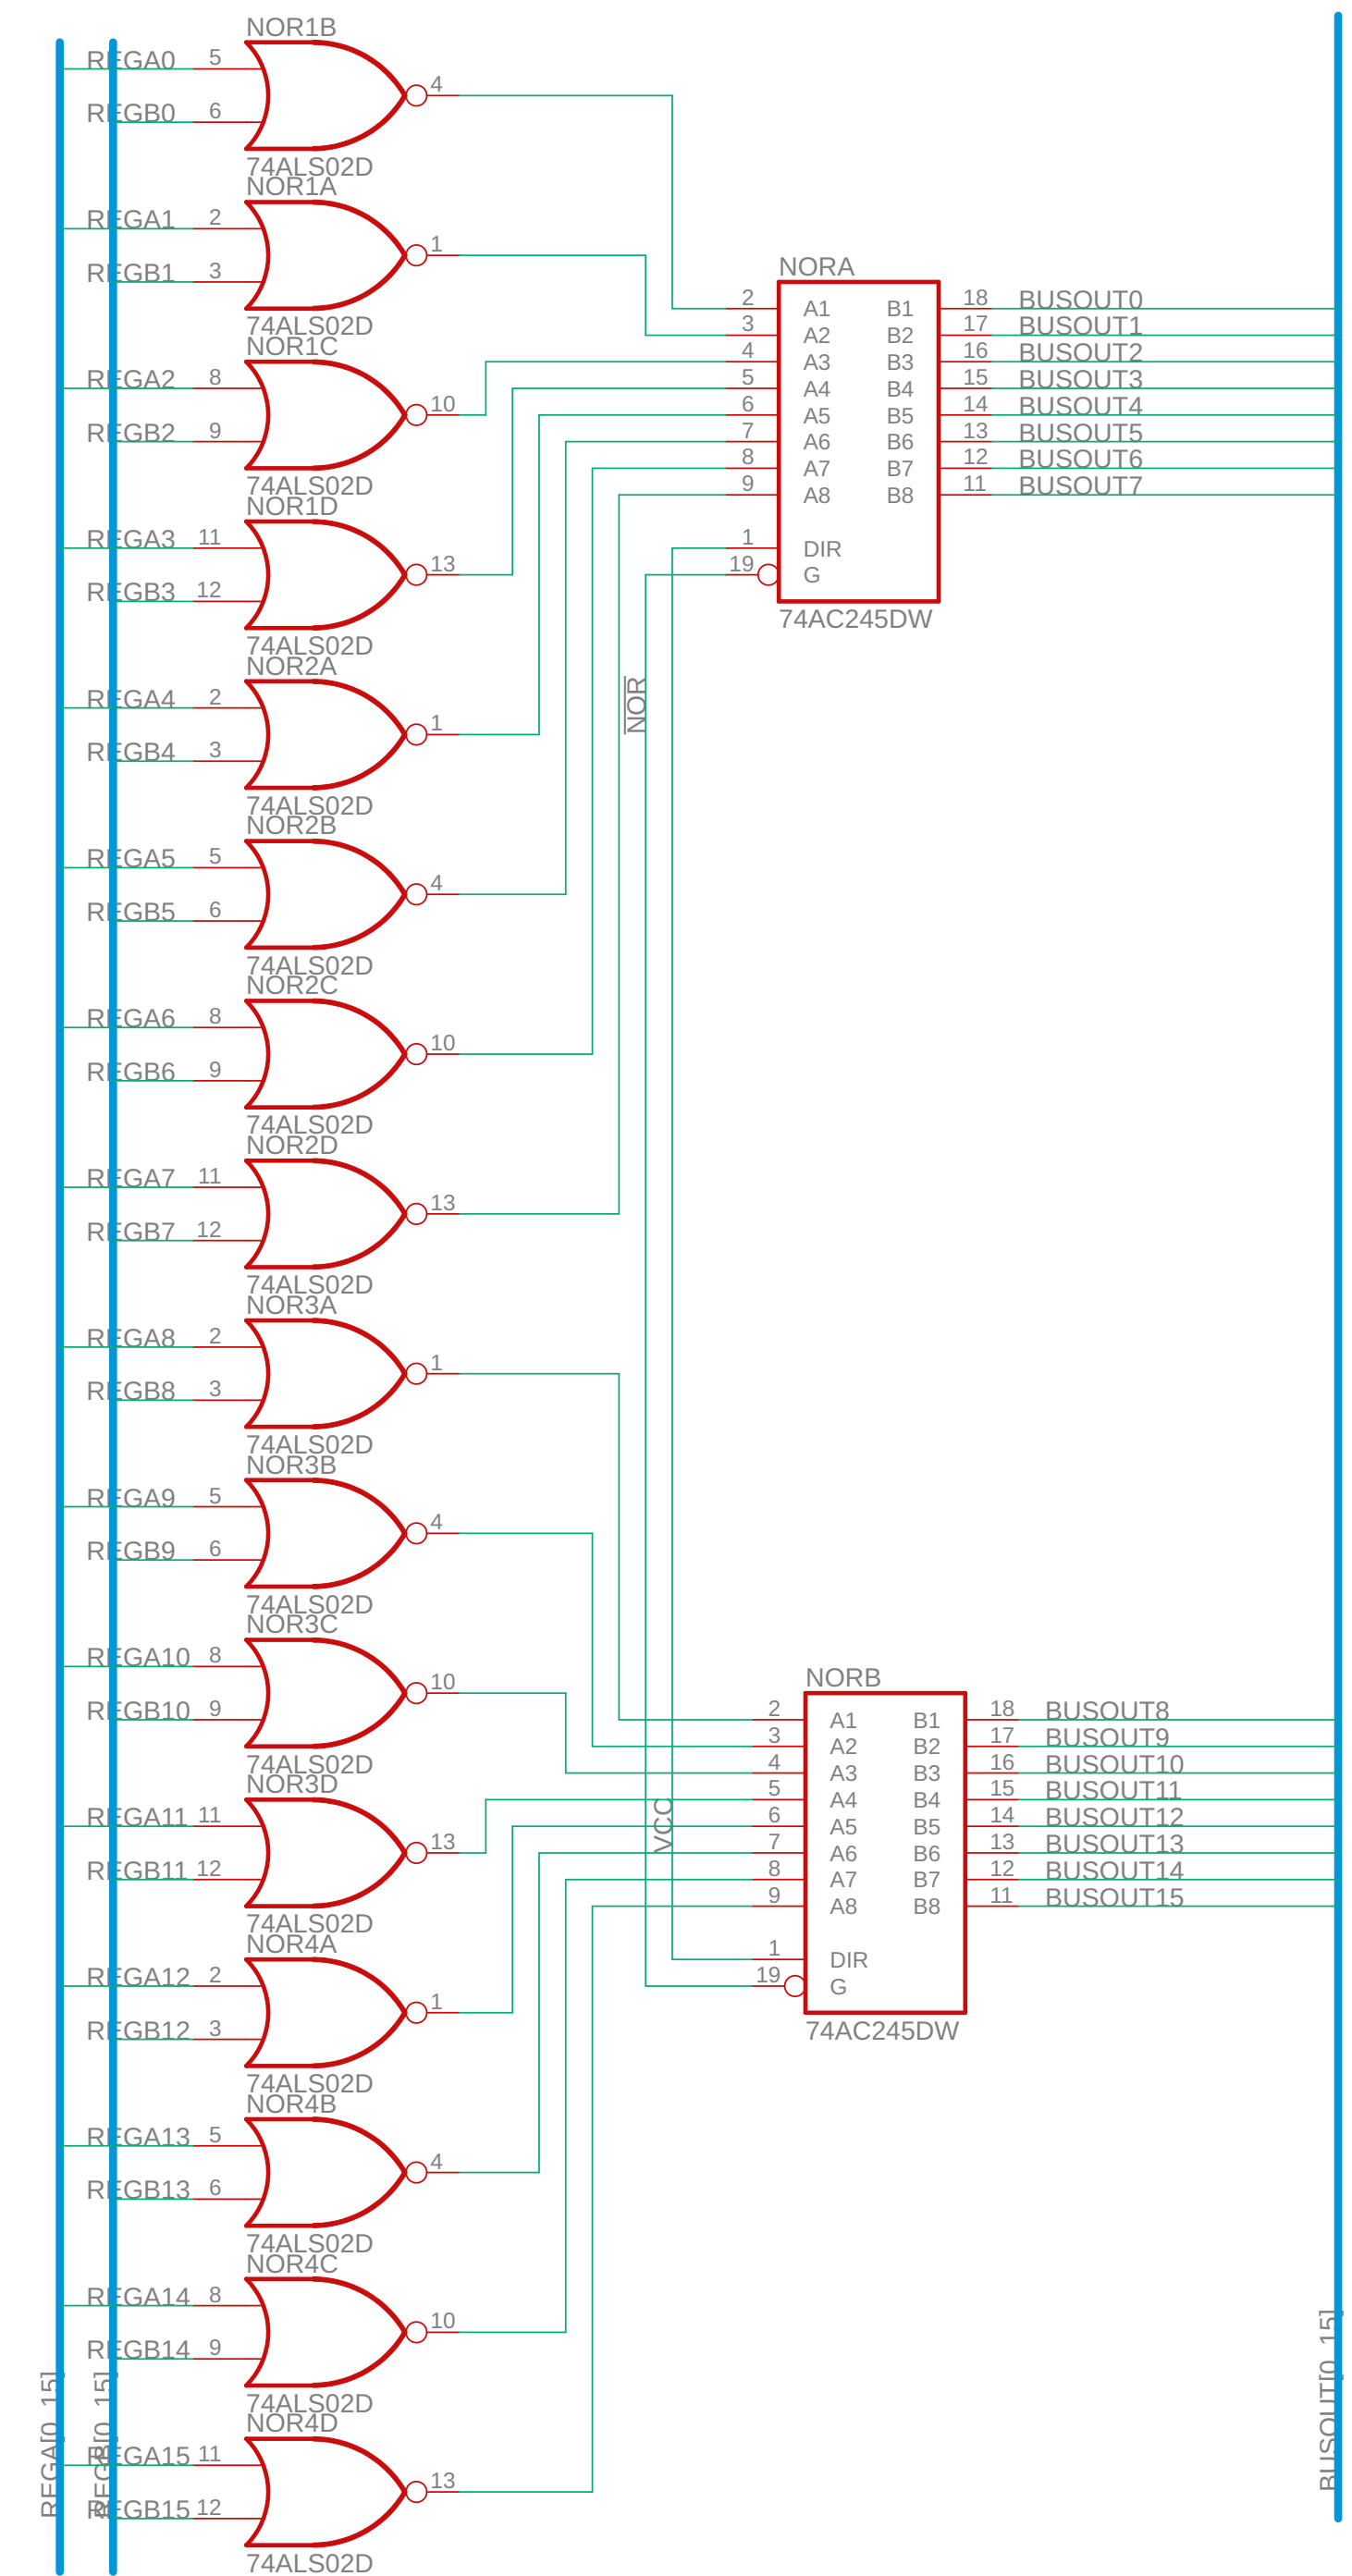 NOR1B
REGA0 5
4
REGB0 6
74ALS02D
NOR1A
REGA1 2
1
REGB1 3
74ALS02D
NOR1C
REGA2 8
10
REGB2 9
74ALS02D
NOR1D
REGA3 11
13
REGB3 12
74ALS02D
NOR2A
REGA4 2
1
REGB4 3
74ALS02D
NOR2B
REGA5 5
4
REGB5 6
74ALS02D
NOR2C
REGA6 8
10
REGB6 9
74ALS02D
NOR2D
REGA7 11
13
REGB7 12
74ALS02D
NOR3A
REGA8 2
1
REGB8 3
74ALS02D
NOR3B
REGA9 5
4
REGB9 6
74ALS02D
NOR3C
REGA10 8
10
REGB10 9
74ALS02D
NOR3D
REGA11 11
13
REGB11 12
74ALS02D
NOR4A
REGA12 2
1
REGB12 3
74ALS02D
NOR4B
REGA13 5
4
REGB13 6
74ALS02D
NOR4C
REGA14 8
10
REGB14 9
74ALS02D
NOR4D
REGA15 11
13
REGB15 12
74ALS02D
REGA[0..15]
REGB[0..15]
NORA
2 A1 B1 18 BUSOUT0
3 A2 B2 17 BUSOUT1
4 A3 B3 16 BUSOUT2
5 A4 B4 15 BUSOUT3
6 A5 B5 14 BUSOUT4
7 A6 B6 13 BUSOUT5
8 A7 B7 12 BUSOUT6
9 A8 B8 11 BUSOUT7
1 DIR
19 G
74AC245DW
NOR
VCC
NORB
2 A1 B1 18 BUSOUT8
3 A2 B2 17 BUSOUT9
4 A3 B3 16 BUSOUT10
5 A4 B4 15 BUSOUT11
6 A5 B5 14 BUSOUT12
7 A6 B6 13 BUSOUT13
8 A7 B7 12 BUSOUT14
9 A8 B8 11 BUSOUT15
1 DIR
19 G
74AC245DW
BUSOUT[0..15]